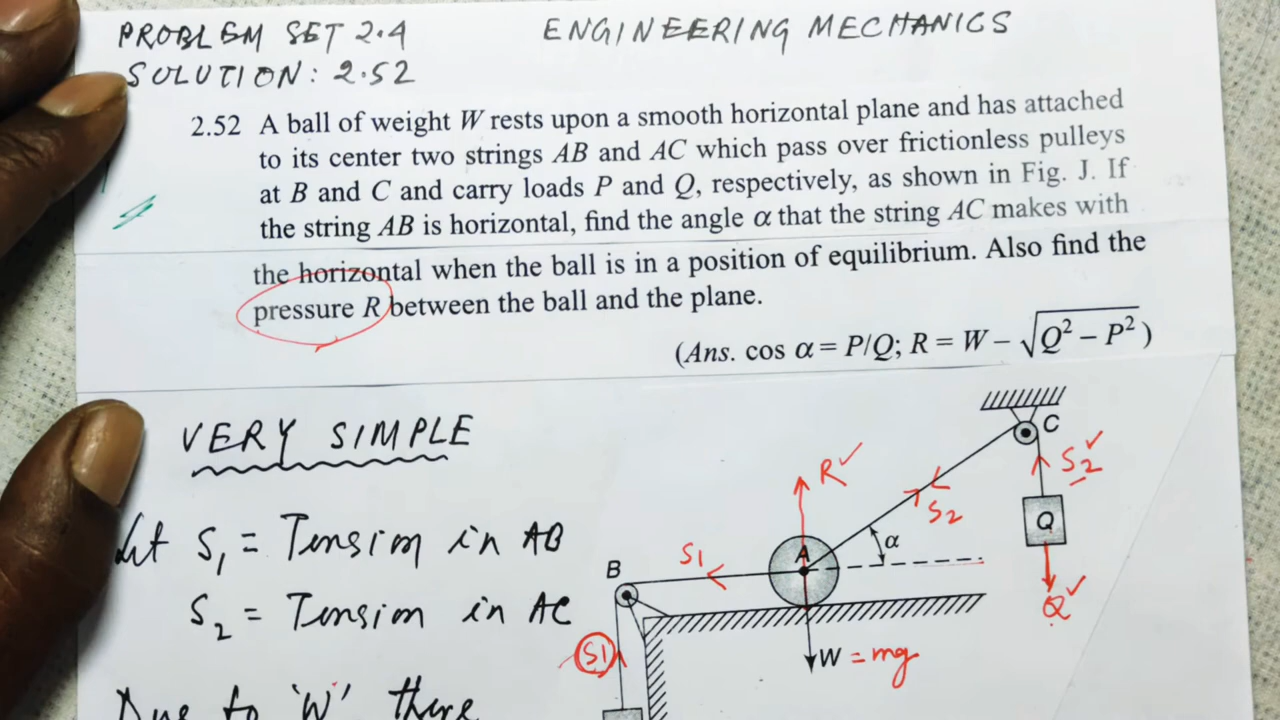 PROBLEM SET 2.4 ENGINEERING MECHANICS
SOLUTION: 2.52
2.52 A ball of weight W rests upon a smooth horizontal plane and has attached
to its center two strings AB and AC which pass over frictionless pulleys
at B and C and carry loads P and Q, respectively, as shown in Fig. J. If
the string AB is horizontal, find the angle α that the string AC makes with
the horizontal when the ball is in a position of equilibrium. Also find the
pressure R between the ball and the plane.
(Ans. cos α = P/Q; R = W – √Q² – P² )
VERY SIMPLE
Let S₁ = Tension in AB
S₂ = Tension in AC
Due to 'W' there
C
R
S2
S2
Q
Q
A
α
S1
B
S1
W = mg